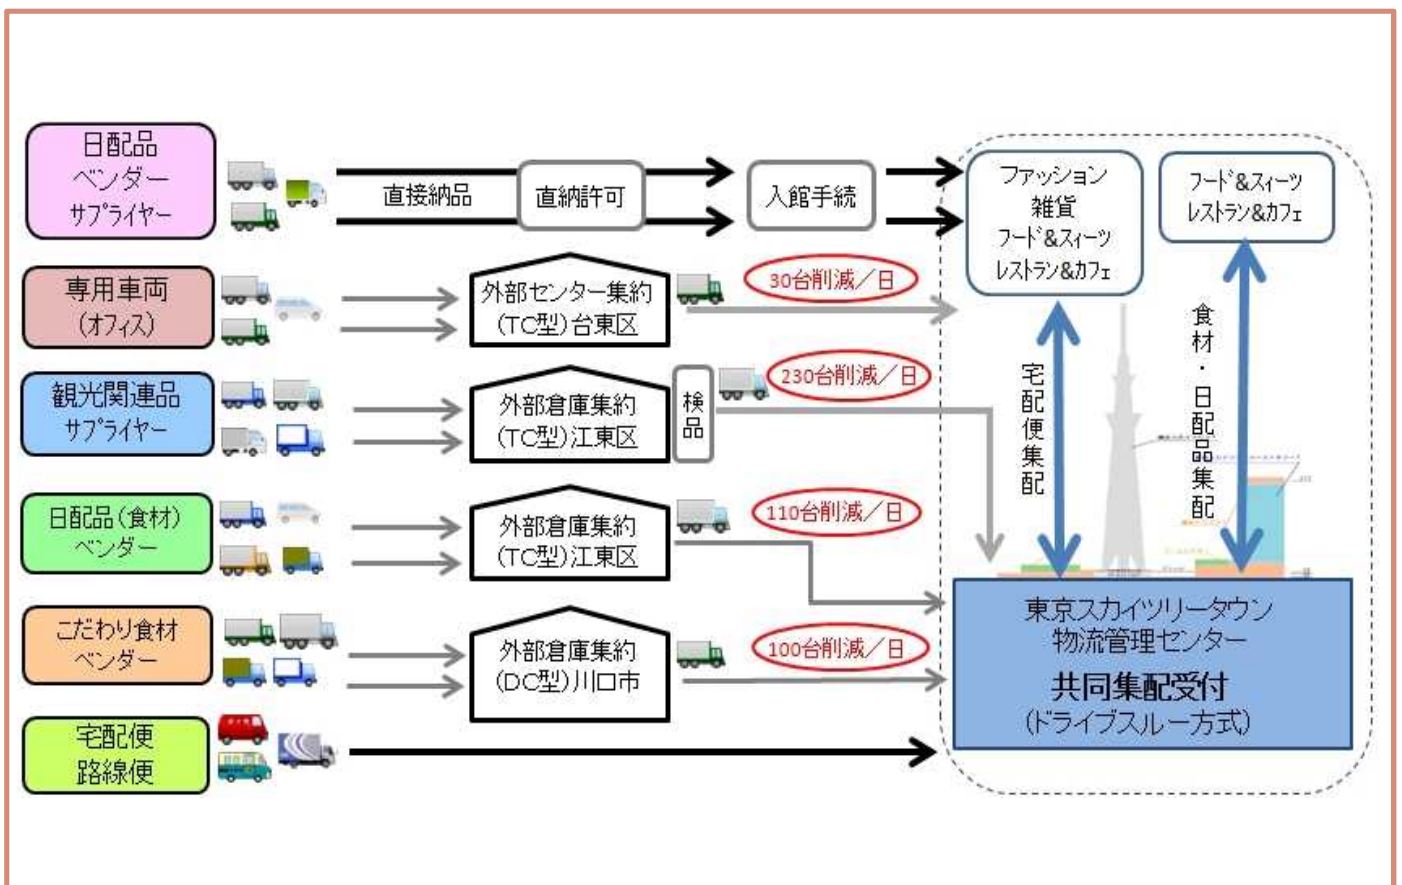 日配品
ベンダー
サプライヤー
直接納品
直納許可
入館手続
ファッション
雑貨
フード&スィーツ
レストラン&カフェ
フード&スィーツ
レストラン&カフェ
専用車両
(オフィス)
外部センター集約
(TC型)台東区
30台削減／日
観光関連品
サプライヤー
外部倉庫集約
(TC型)江東区
検品
230台削減／日
宅配便集配
食材・日配品集配
日配品(食材)
ベンダー
外部倉庫集約
(TC型)江東区
110台削減／日
こだわり食材
ベンダー
外部倉庫集約
(DC型)川口市
100台削減／日
宅配便
路線便
東京スカイツリータウン
物流管理センター
共同集配受付
(ドライブスルー方式)